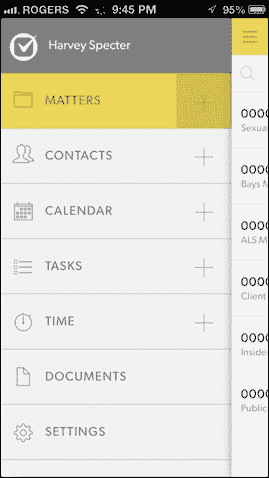 ROGERS 9:45 PM 95%
Harvey Specter
MATTERS
CONTACTS
CALENDAR
TASKS
TIME
DOCUMENTS
SETTINGS
0000
Sexual
0000
Bays M
0000
ALS M
0000
Client
0000
Inside
0000
Public